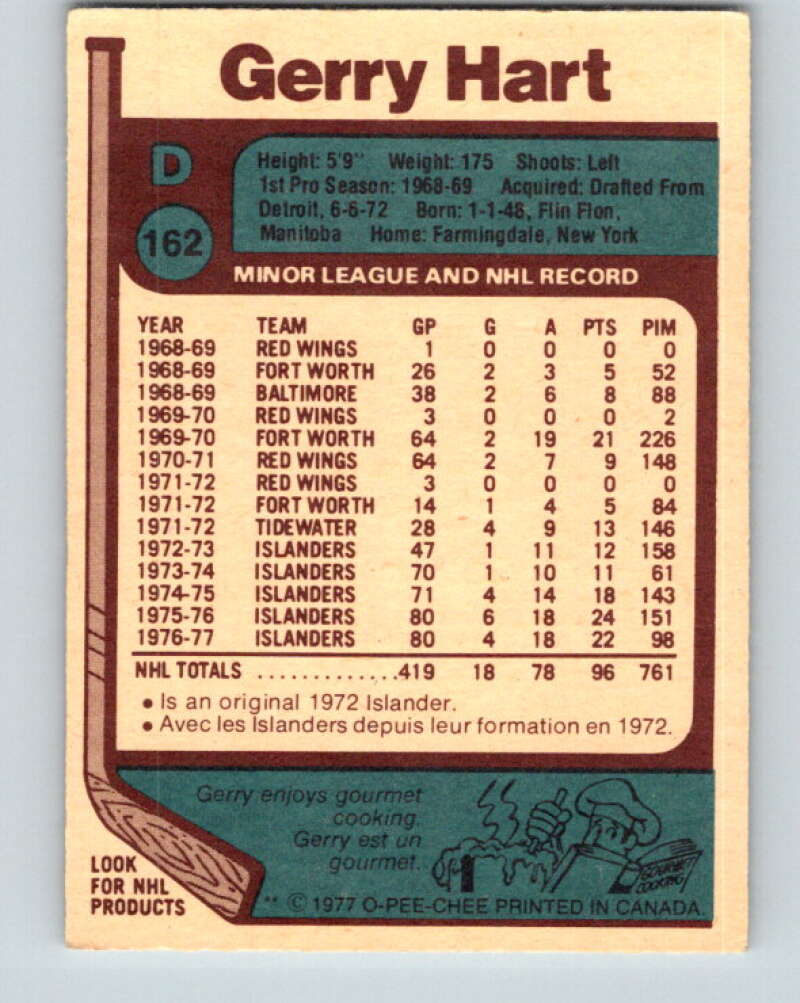 Gerry Hart
D
162
Height: 5'9" Weight: 175 Shoots: Left
1st Pro Season: 1968-69 Acquired: Drafted From
Detroit, 6-6-72 Born: 1-1-48, Flin Flon,
Manitoba Home: Farmingdale, New York
MINOR LEAGUE AND NHL RECORD
YEAR TEAM GP G A PTS PIM
1968-69 RED WINGS 1 0 0 0 0
1968-69 FORT WORTH 26 2 3 5 52
1968-69 BALTIMORE 38 2 6 8 88
1969-70 RED WINGS 3 0 0 0 2
1969-70 FORT WORTH 64 2 19 21 226
1970-71 RED WINGS 64 2 7 9 148
1971-72 RED WINGS 3 0 0 0 0
1971-72 FORT WORTH 14 1 4 5 84
1971-72 TIDEWATER 28 4 9 13 146
1972-73 ISLANDERS 47 1 11 12 158
1973-74 ISLANDERS 70 1 10 11 61
1974-75 ISLANDERS 71 4 14 18 143
1975-76 ISLANDERS 80 6 18 24 151
1976-77 ISLANDERS 80 4 18 22 98
NHL TOTALS .............419 18 78 96 761
• Is an original 1972 Islander.
• Avec les Islanders depuis leur formation en 1972.
Gerry enjoys gourmet
cooking.
Gerry est un
gourmet.
GOURMET
COOKING
LOOK
FOR NHL
PRODUCTS
** © 1977 O-PEE-CHEE PRINTED IN CANADA.